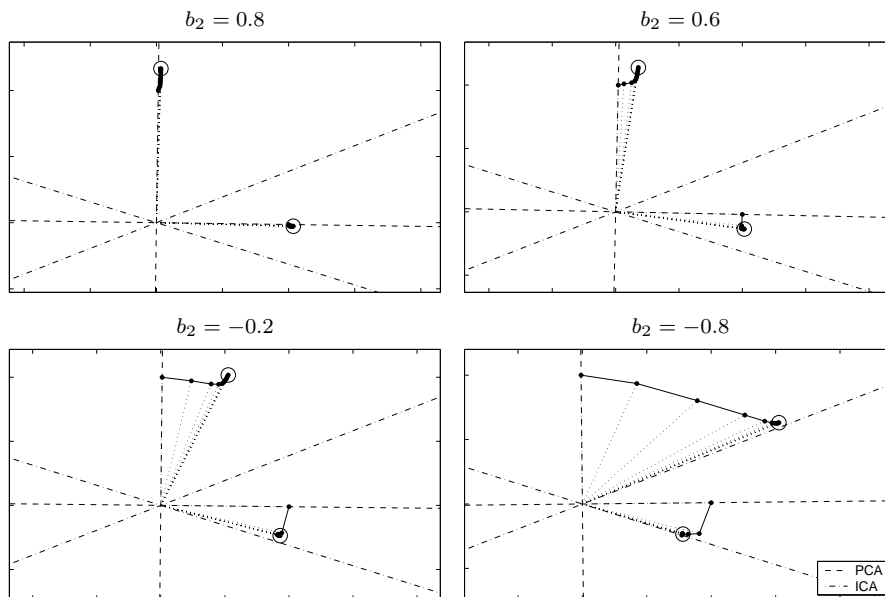 b₂ = 0.8
b₂ = 0.6
b₂ = −0.2
b₂ = −0.8
PCA
ICA